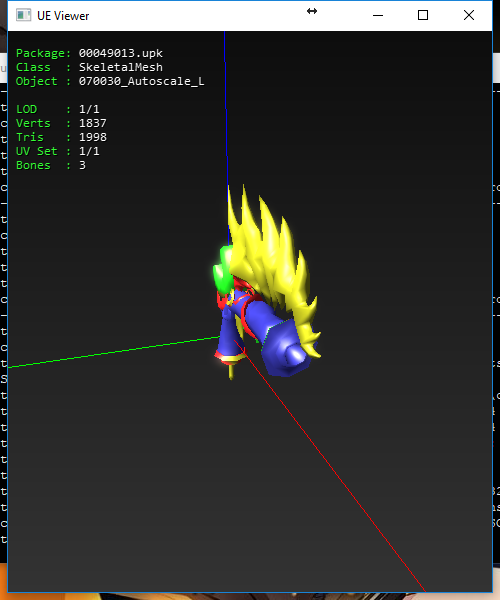 UE Viewer
Package: 00049013.upk
Class : SkeletalMesh
Object : 070030_Autoscale_L
LOD : 1/1
Verts : 1837
Tris : 1998
UV Set : 1/1
Bones : 3